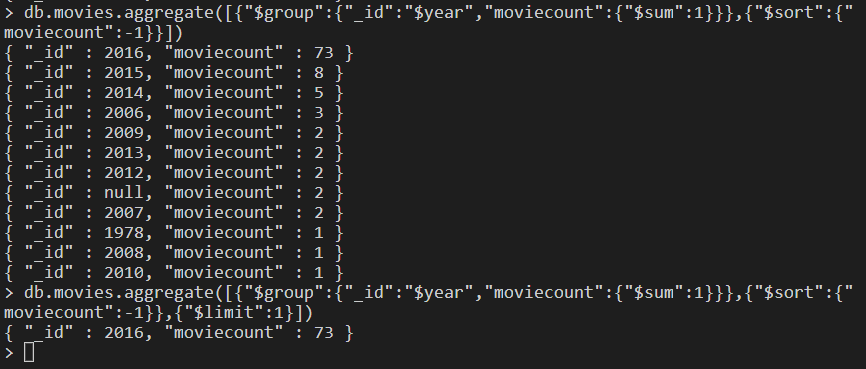 > db.movies.aggregate([{"$group":{"_id":"$year","moviecount":{"$sum":1}}},{"$sort":{"
moviecount":-1}}])
{ "_id" : 2016, "moviecount" : 73 }
{ "_id" : 2015, "moviecount" : 8 }
{ "_id" : 2014, "moviecount" : 5 }
{ "_id" : 2006, "moviecount" : 3 }
{ "_id" : 2009, "moviecount" : 2 }
{ "_id" : 2013, "moviecount" : 2 }
{ "_id" : 2012, "moviecount" : 2 }
{ "_id" : null, "moviecount" : 2 }
{ "_id" : 2007, "moviecount" : 2 }
{ "_id" : 1978, "moviecount" : 1 }
{ "_id" : 2008, "moviecount" : 1 }
{ "_id" : 2010, "moviecount" : 1 }
> db.movies.aggregate([{"$group":{"_id":"$year","moviecount":{"$sum":1}}},{"$sort":{"
moviecount":-1}},{"$limit":1}])
{ "_id" : 2016, "moviecount" : 73 }
>